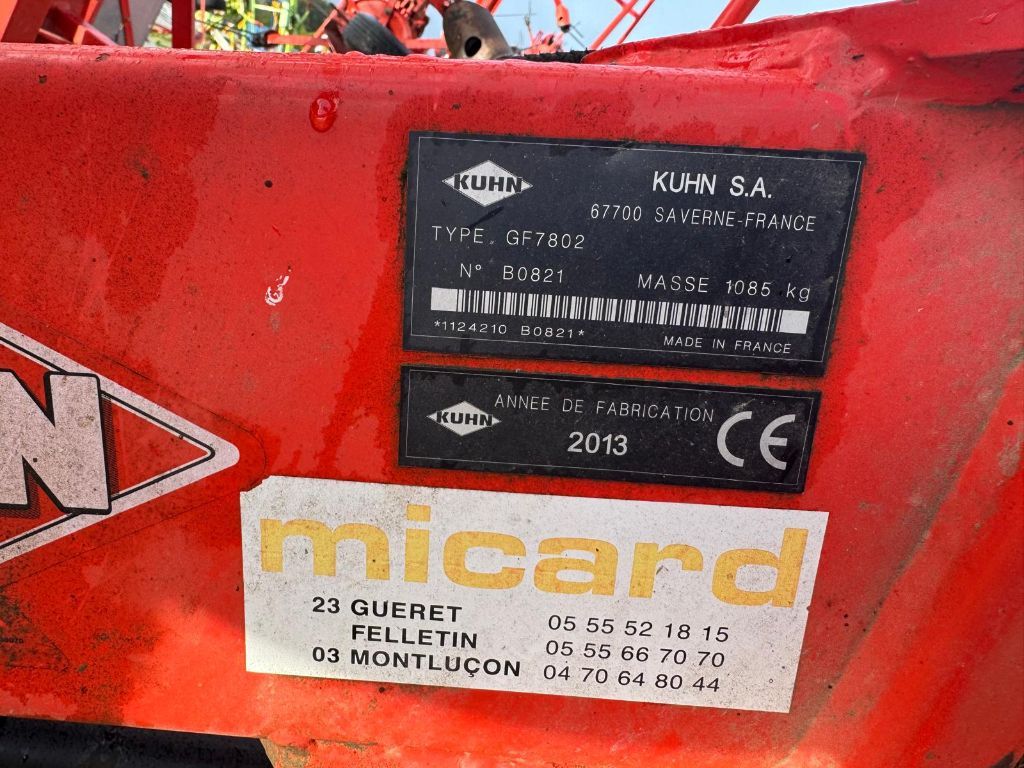 KUHN
KUHN S.A.
67700 SAVERNE-FRANCE
TYPE. GF7802
N° B0821 MASSE 1085 kg
*1124210 B0821*
MADE IN FRANCE
KUHN
ANNEE DE FABRICATION
2013
CE
N
micard
23 GUERET 05 55 52 18 15
FELLETIN 05 55 66 70 70
03 MONTLUÇON 04 70 64 80 44